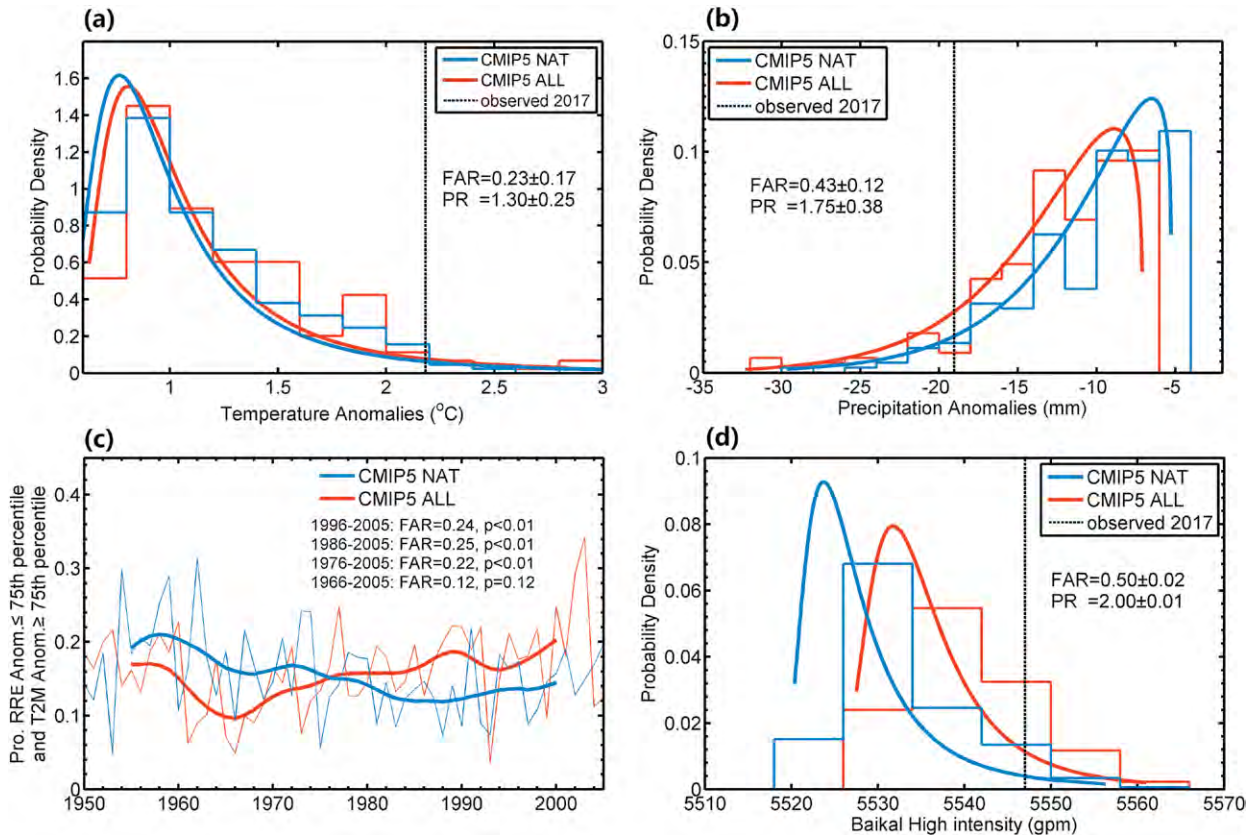 (a)
CMIP5 NAT
CMIP5 ALL
observed 2017
FAR=0.23±0.17
PR =1.30±0.25
Probability Density
1.6
1.4
1.2
1
0.8
0.6
0.4
0.2
0
1
1.5
2
2.5
3
Temperature Anomalies (°C)
(b)
CMIP5 NAT
CMIP5 ALL
observed 2017
FAR=0.43±0.12
PR =1.75±0.38
Probability Density
0.15
0.1
0.05
0
-35
-30
-25
-20
-15
-10
-5
Precipitation Anomalies (mm)
(c)
CMIP5 NAT
CMIP5 ALL
1996-2005: FAR=0.24, p<0.01
1986-2005: FAR=0.25, p<0.01
1976-2005: FAR=0.22, p<0.01
1966-2005: FAR=0.12, p=0.12
Pro. RRE Anom.≤ 75th percentile
and T2M Anom.≥ 75th percentile
0.4
0.3
0.2
0.1
0
1950
1960
1970
1980
1990
2000
(d)
CMIP5 NAT
CMIP5 ALL
observed 2017
FAR=0.50±0.02
PR =2.00±0.01
Probability Density
0.1
0.08
0.06
0.04
0.02
0
5510
5520
5530
5540
5550
5560
5570
Baikal High intensity (gpm)